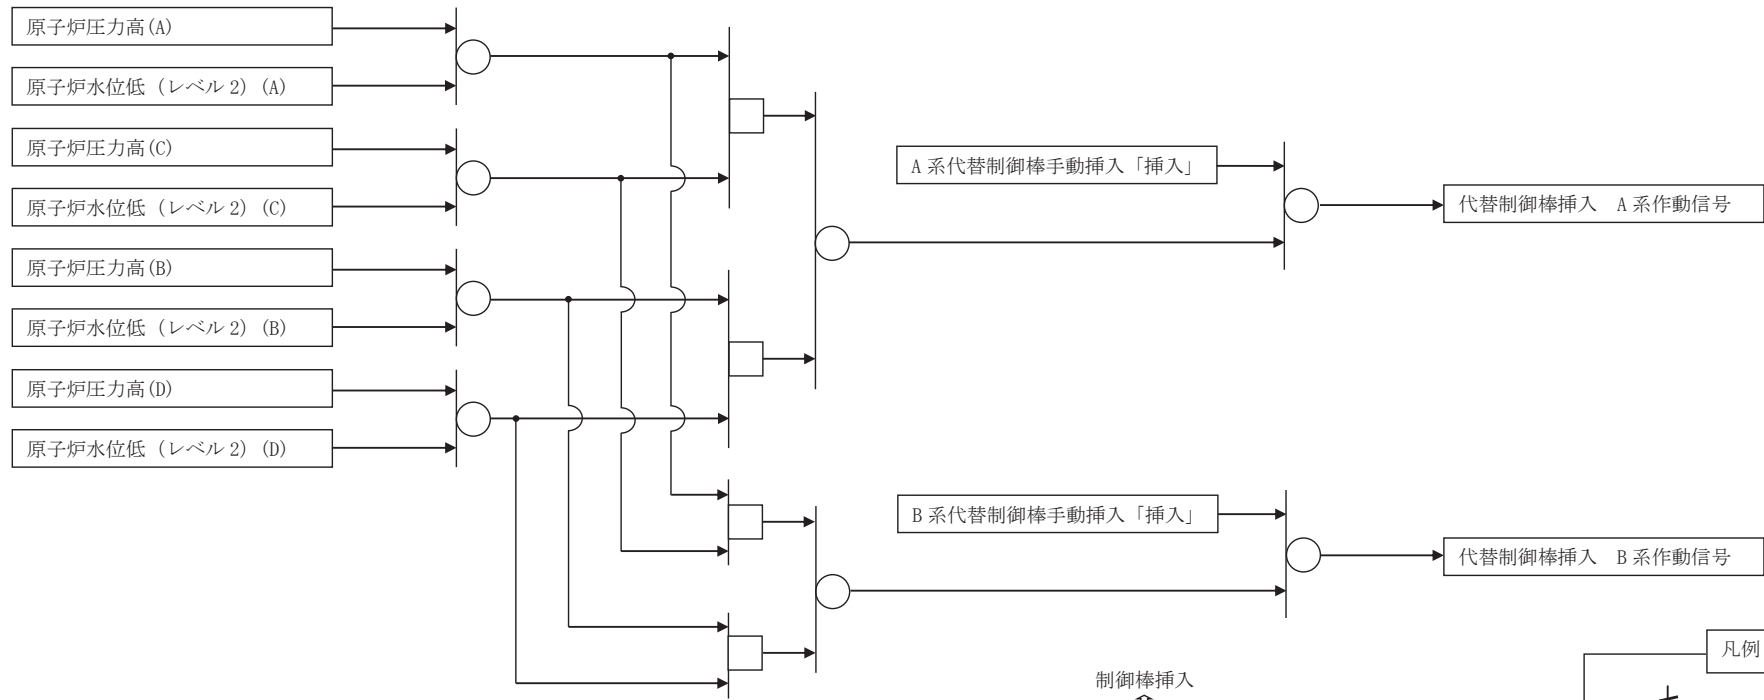 原子炉圧力高(A)
原子炉水位低（レベル2）(A)
原子炉圧力高(C)
原子炉水位低（レベル2）(C)
原子炉圧力高(B)
原子炉水位低（レベル2）(B)
原子炉圧力高(D)
原子炉水位低（レベル2）(D)
A系代替制御棒手動挿入「挿入」
代替制御棒挿入　A系作動信号
B系代替制御棒手動挿入「挿入」
代替制御棒挿入　B系作動信号
制御棒挿入
凡例